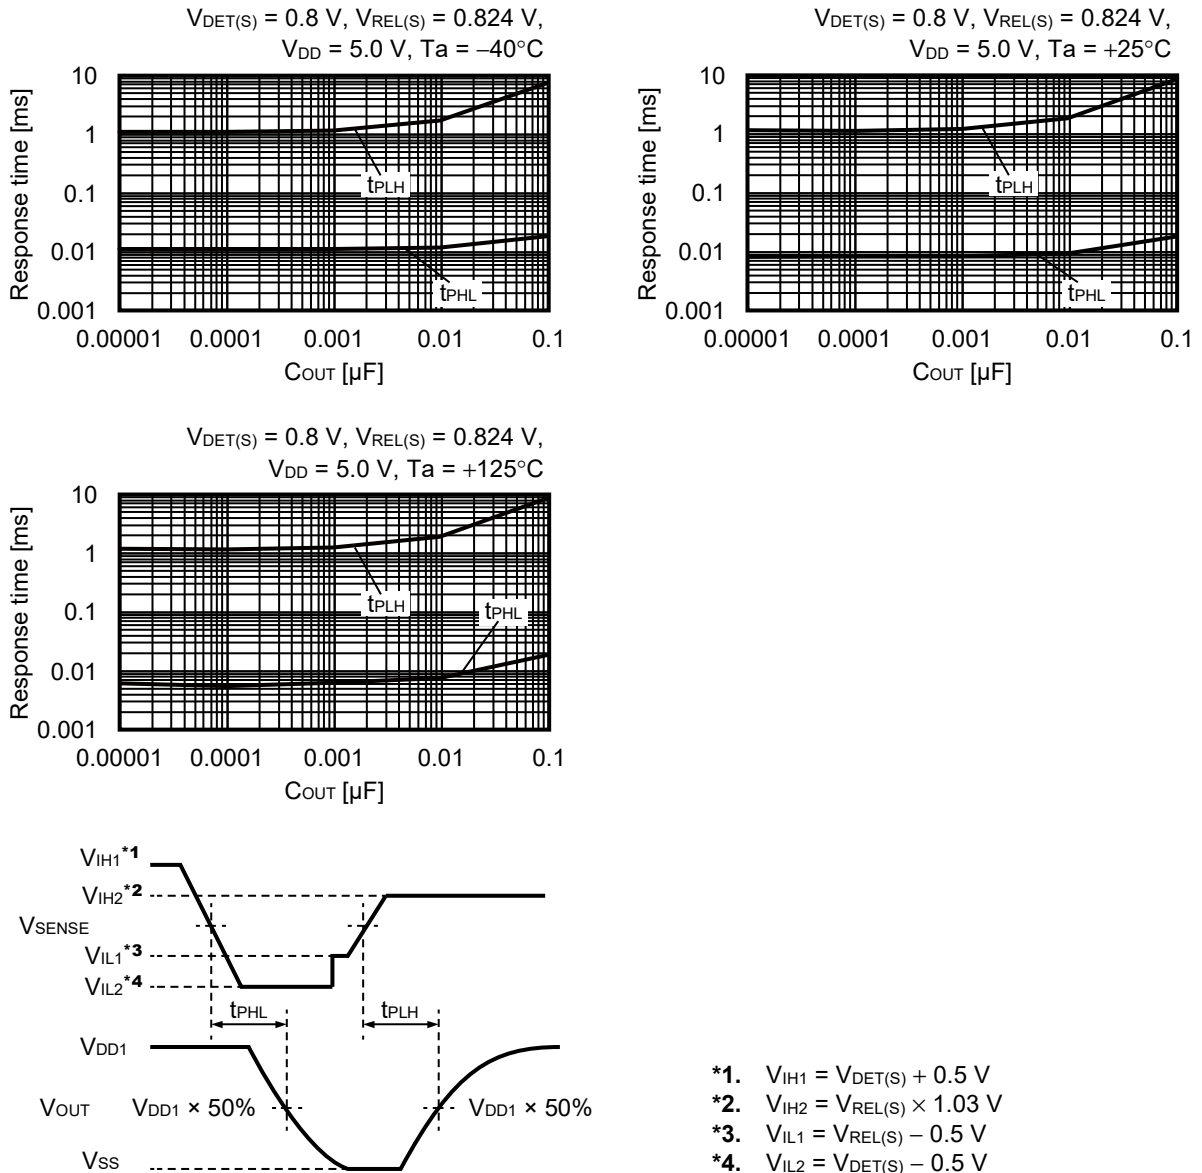 VDET(S) = 0.8 V, VREL(S) = 0.824 V,
VDD = 5.0 V, Ta = −40°C
Response time [ms]
10
1
0.1
0.01
0.001
tPLH
tPHL
0.00001 0.0001 0.001 0.01 0.1
COUT [µF]
VDET(S) = 0.8 V, VREL(S) = 0.824 V,
VDD = 5.0 V, Ta = +25°C
Response time [ms]
10
1
0.1
0.01
0.001
tPLH
tPHL
0.00001 0.0001 0.001 0.01 0.1
COUT [µF]
VDET(S) = 0.8 V, VREL(S) = 0.824 V,
VDD = 5.0 V, Ta = +125°C
Response time [ms]
10
1
0.1
0.01
0.001
tPLH
tPHL
0.00001 0.0001 0.001 0.01 0.1
COUT [µF]
VIH1*1
VIH2*2
VSENSE
VIL1*3
VIL2*4
tPHL tPLH
VDD1
VOUT VDD1 × 50% VDD1 × 50%
VSS
*1. VIH1 = VDET(S) + 0.5 V
*2. VIH2 = VREL(S) × 1.03 V
*3. VIL1 = VREL(S) − 0.5 V
*4. VIL2 = VDET(S) − 0.5 V